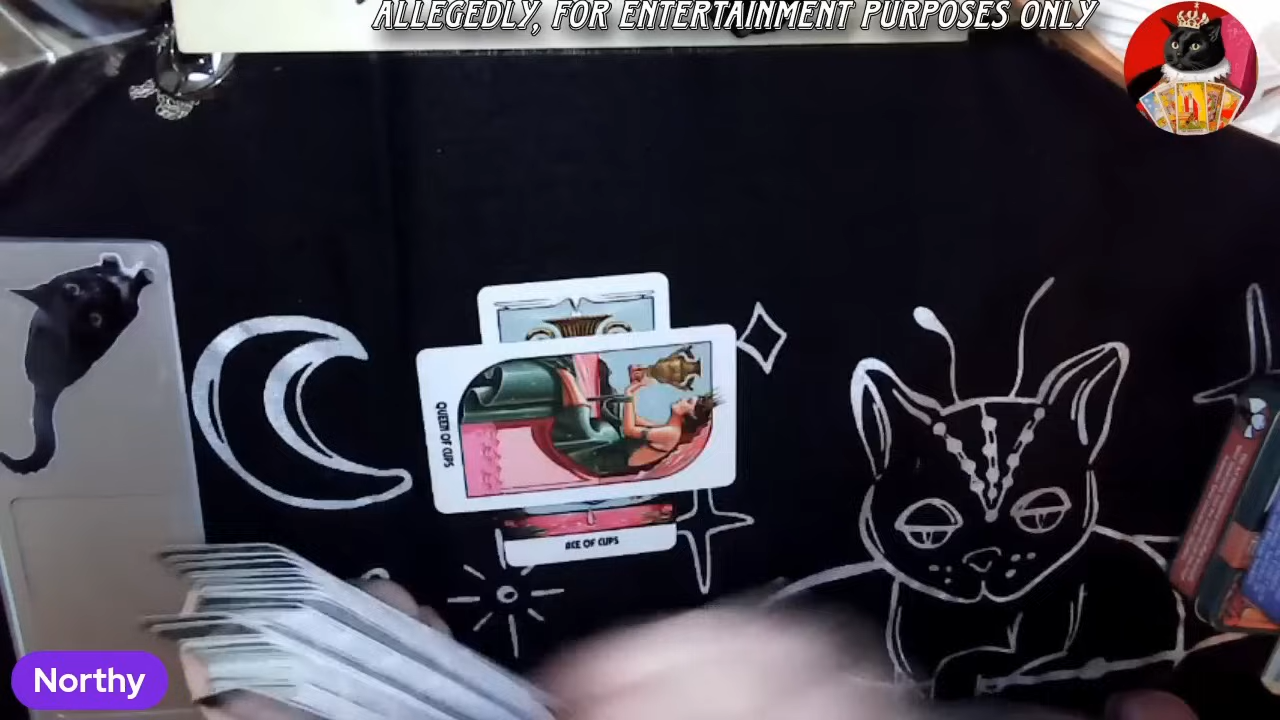 ALLEGEDLY, FOR ENTERTAINMENT PURPOSES ONLY
QUEEN OF CUPS
ACE OF CUPS
Northy